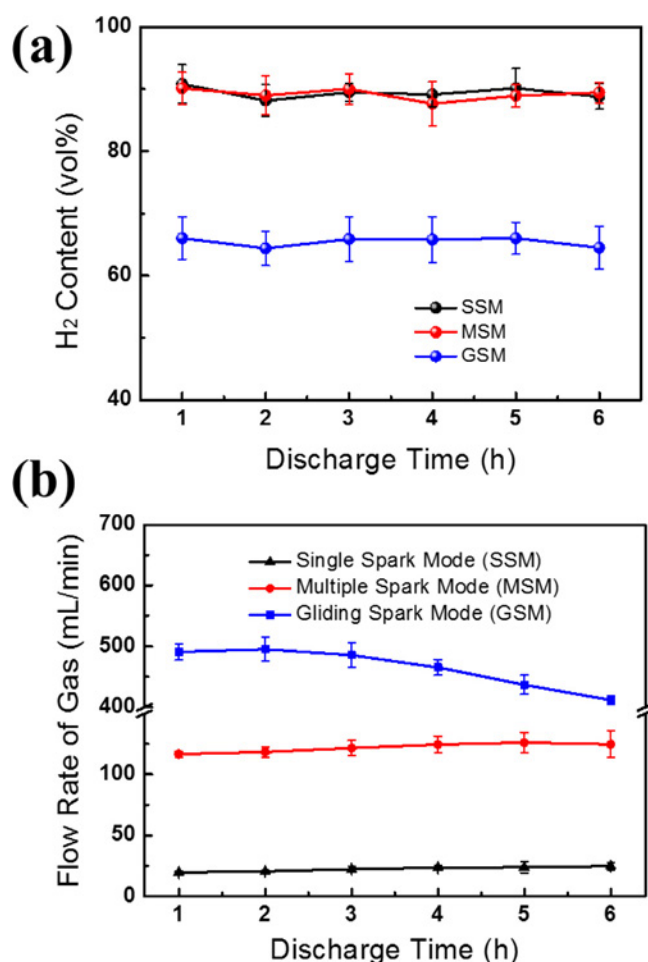 (a)
H₂ Content (vol%)
100
80
60
40
SSM
MSM
GSM
1 2 3 4 5 6
Discharge Time (h)
(b)
Flow Rate of Gas (mL/min)
700
600
500
400
100
50
0
Single Spark Mode (SSM)
Multiple Spark Mode (MSM)
Gliding Spark Mode (GSM)
1 2 3 4 5 6
Discharge Time (h)